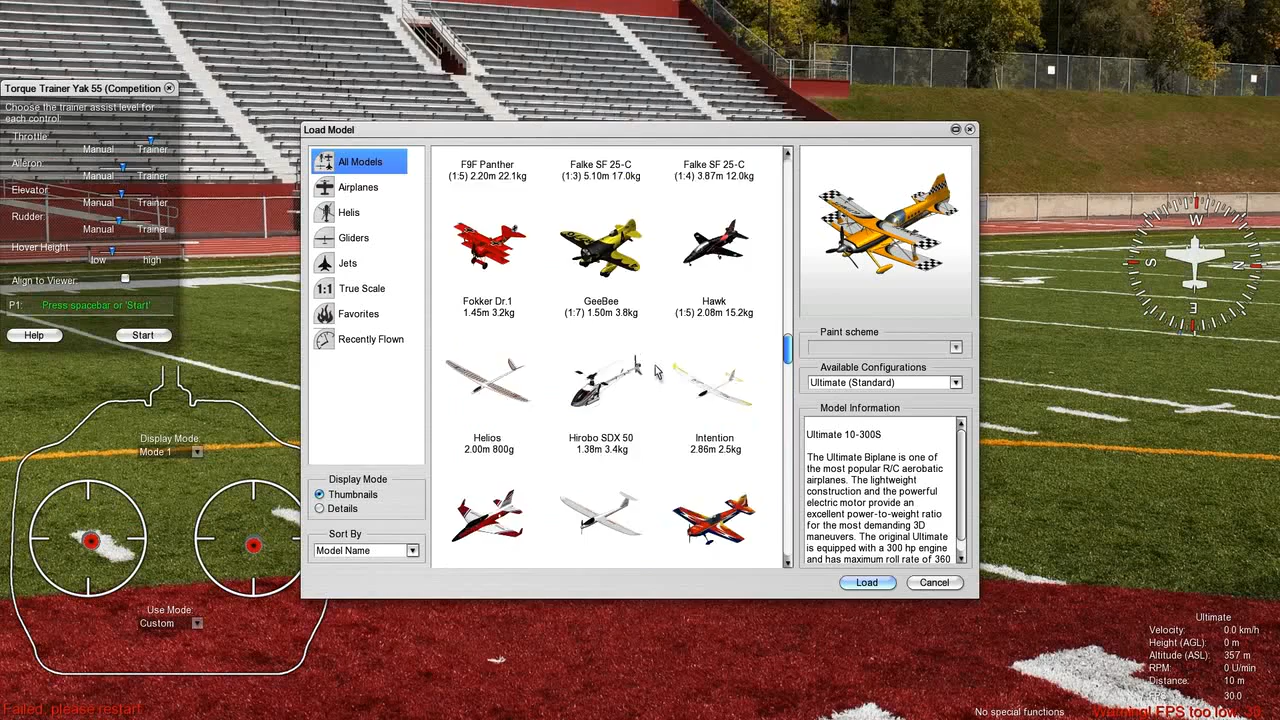 Torque Trainer Yak 55 (Competition
Choose the trainer assist level for
each control.
Throttle:
Manual Trainer
Aileron:
Manual Trainer
Elevator:
Manual Trainer
Rudder:
Manual Trainer
Hover Height:
low high
Align to Viewer:
P1: Press spacebar or 'Start'
Help Start
Display Mode:
Mode 1
Use Mode:
Custom
Failed, please restart
Load Model
All Models
Airplanes
Helis
Gliders
Jets
1:1 True Scale
Favorites
Recently Flown
Display Mode
Thumbnails
Details
Sort By
Model Name
F9F Panther Falke SF 25-C Falke SF 25-C
(1:5) 2.20m 22.1kg (1:3) 5.10m 17.0kg (1:4) 3.87m 12.0kg
Fokker Dr.1 GeeBee Hawk
1.45m 3.2kg (1:7) 1.50m 3.8kg (1:5) 2.08m 15.2kg
Helios Hirobo SDX 50 Intention
2.00m 800g 1.38m 3.4kg 2.86m 2.5kg
Paint scheme
Available Configurations
Ultimate (Standard)
Model Information
Ultimate 10-300S
The Ultimate Biplane is one of
the most popular R/C aerobatic
airplanes. The lightweight
construction and the powerful
electric motor provide an
excellent power-to-weight ratio
for the most demanding 3D
maneuvers. The original Ultimate
is equipped with a 300 hp engine
and has maximum roll rate of 360
Load Cancel
W
S N
E
Ultimate
Velocity: 0.0 km/h
Height (AGL): 0 m
Altitude (ASL): 357 m
RPM: 0 U/min
Distance: 10 m
30.0
No special functions
Warning! FPS too low: 30